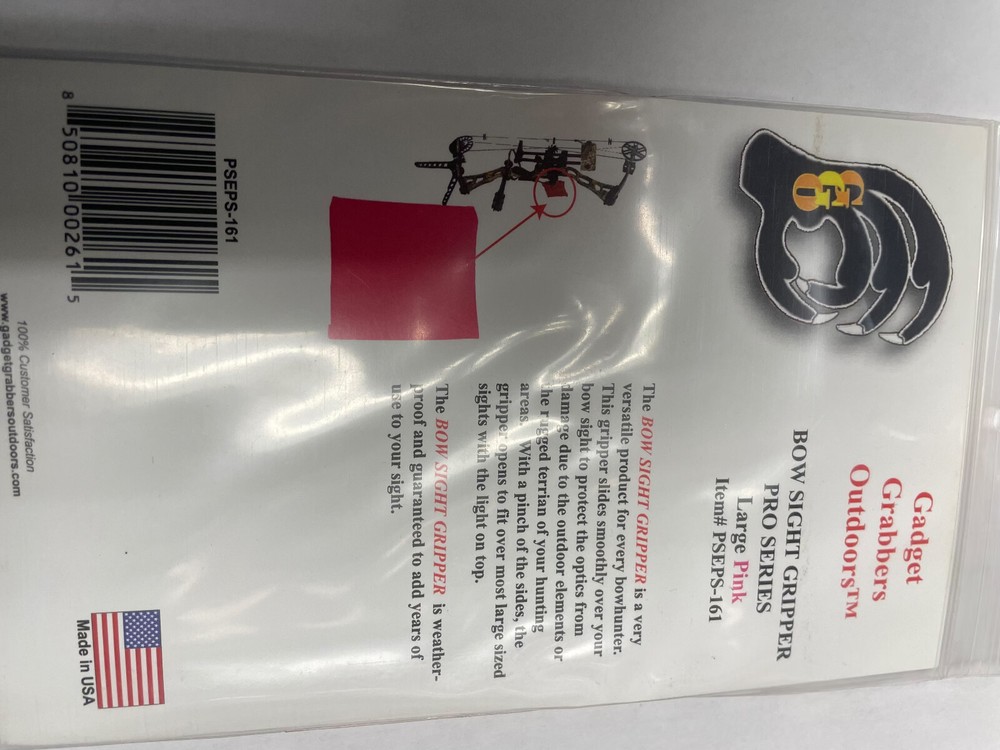 GGO
Gadget
Grabbers
Outdoors™
BOW SIGHT GRIPPER
PRO SERIES
Large Pink
Item# PSEPS-161
The BOW SIGHT GRIPPER is a very
versatile product for every bowhunter.
This gripper slides smoothly over your
bow sight to protect the optics from
damage due to the outdoor elements or
the rugged terrian of your hunting
areas. With a pinch of the sides, the
gripper opens to fit over most large sized
sights with the light on top.
The BOW SIGHT GRIPPER is weather-
proof and guaranteed to add years of
use to your sight.
PSEPS-161
8 50810 00261 5
100% Customer Satisfaction
www.gadgetgrabbersoutdoors.com
Made in USA